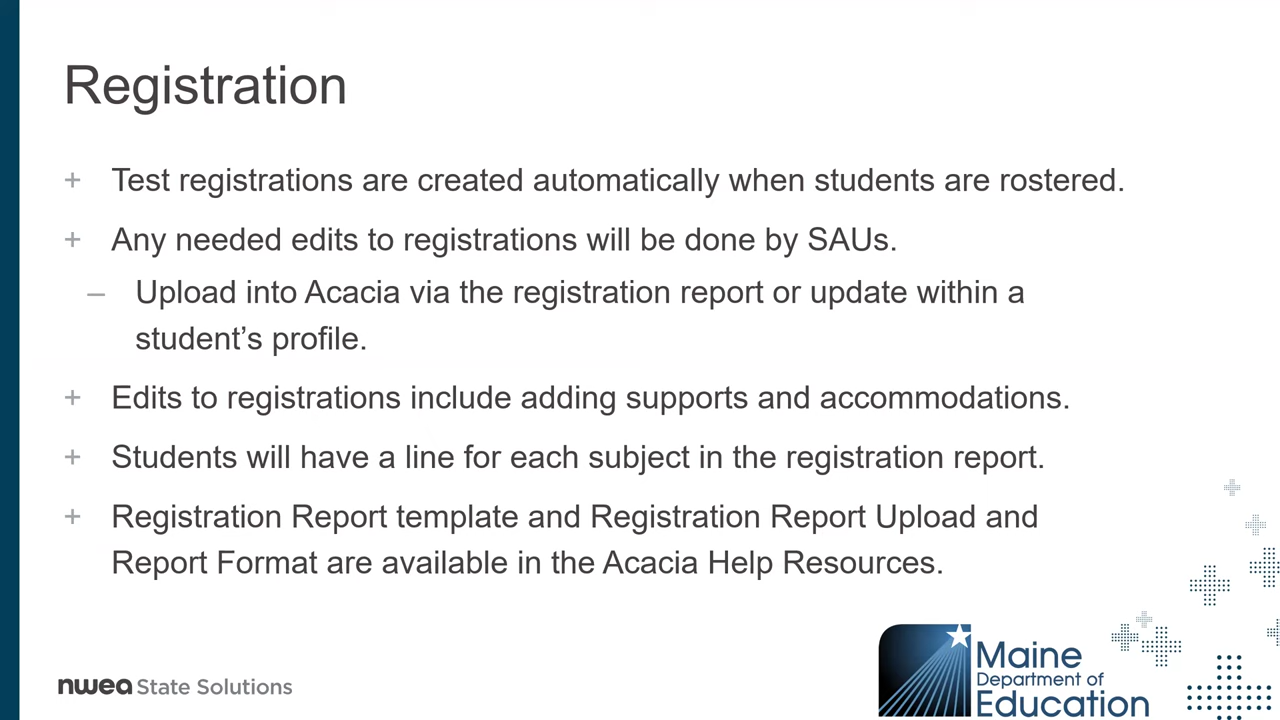 Registration
+ Test registrations are created automatically when students are rostered.
+ Any needed edits to registrations will be done by SAUs.
– Upload into Acacia via the registration report or update within a
student’s profile.
+ Edits to registrations include adding supports and accommodations.
+ Students will have a line for each subject in the registration report.
+ Registration Report template and Registration Report Upload and
Report Format are available in the Acacia Help Resources.
nwea State Solutions
Maine
Department of
Education